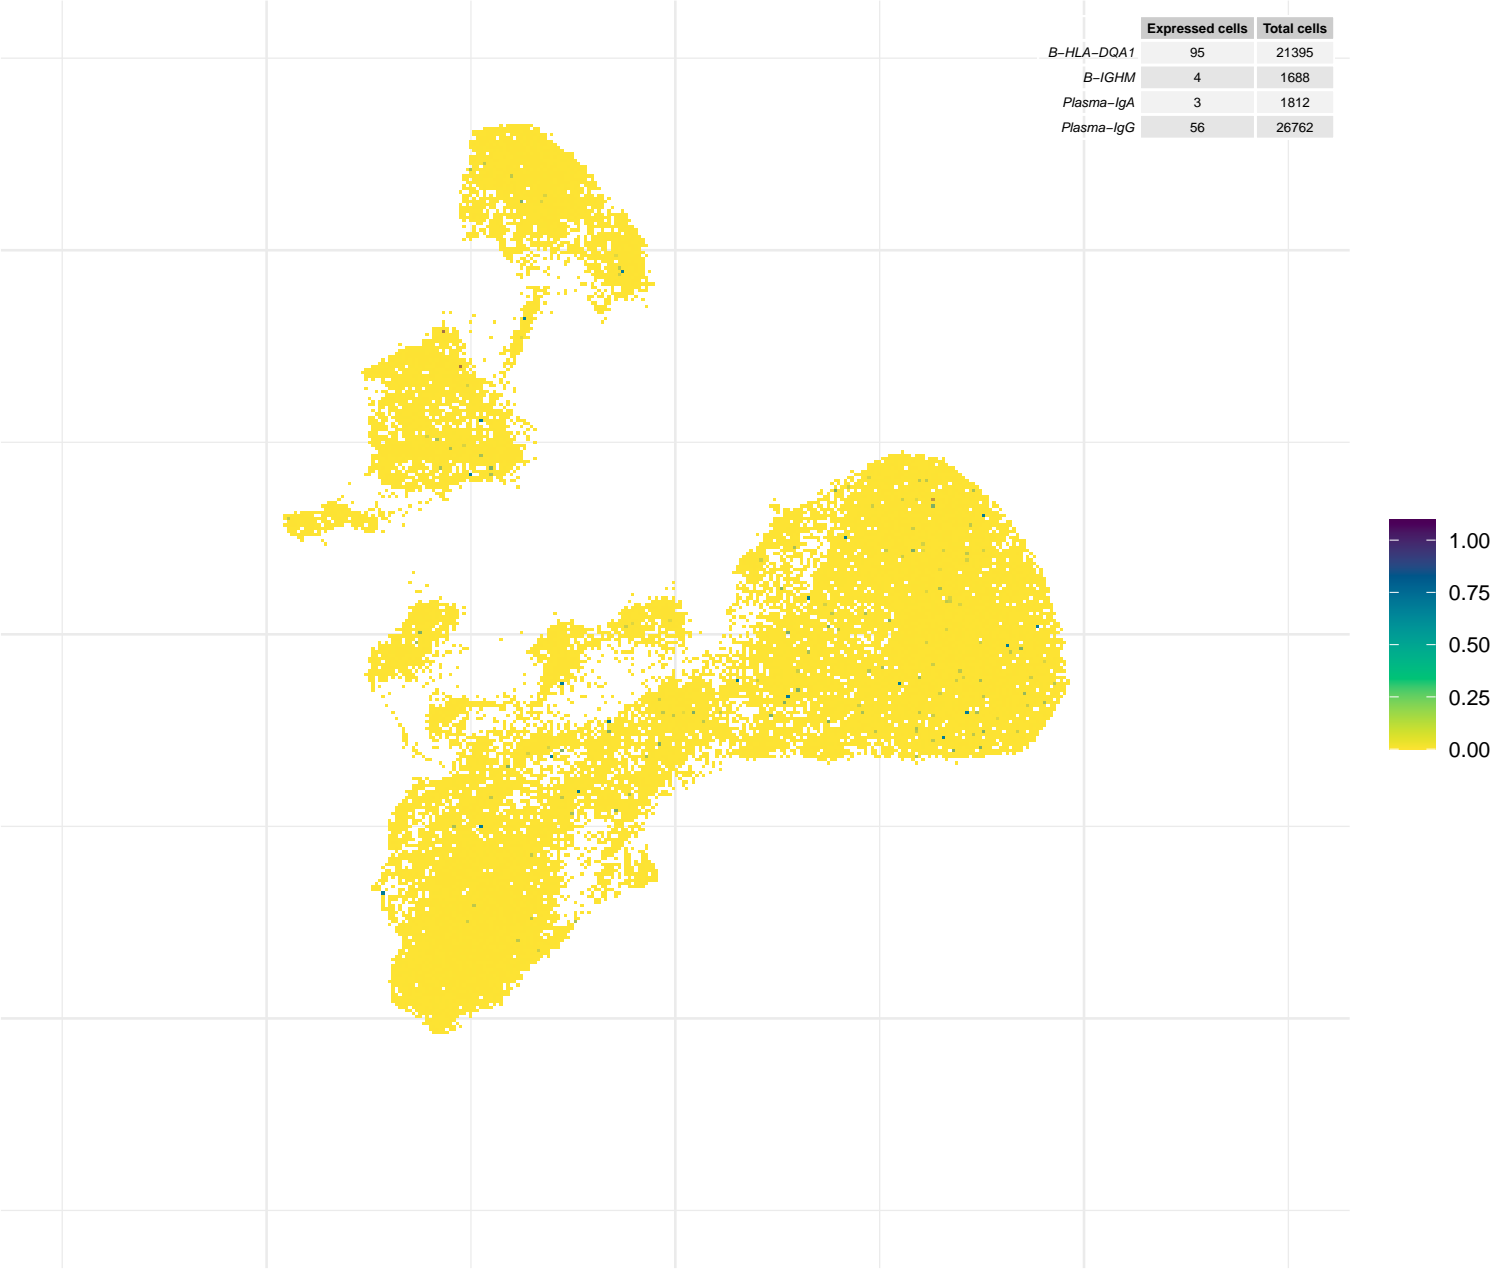 Expressed cells Total cells
B−HLA−DQA1 95 21395
B−IGHM 4 1688
Plasma−IgA 3 1812
Plasma−IgG 56 26762
1.00
0.75
0.50
0.25
0.00